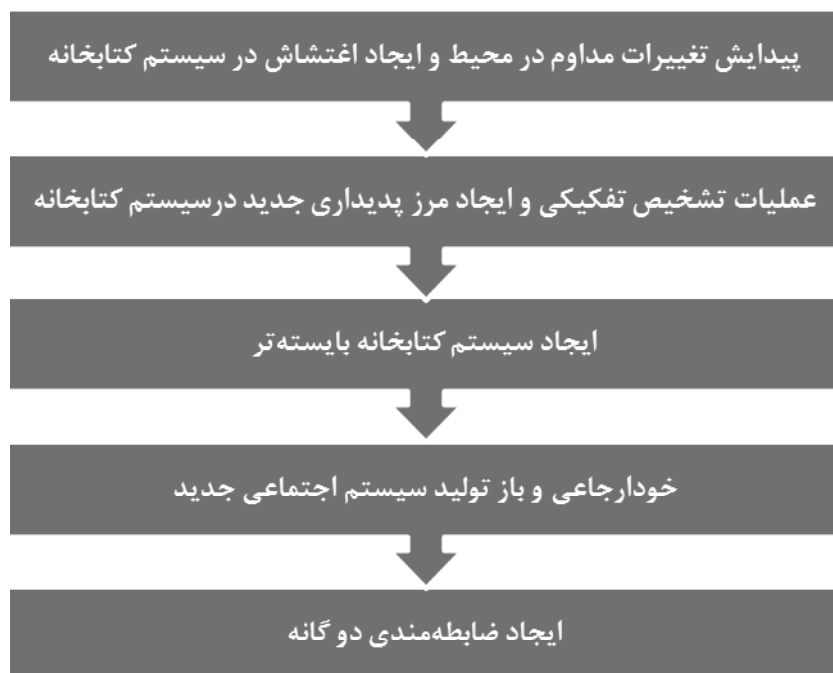 پیدایش تغییرات مداوم در محیط و ایجاد اغتشاش در سیستم کتابخانه
عملیات تشخیص تفکیکی و ایجاد مرز پدیداری جدید درسیستم کتابخانه
ایجاد سیستم کتابخانه بایسته‌تر
خودارجاعی و باز تولید سیستم اجتماعی جدید
ایجاد ضابطه‌مندی دو گانه